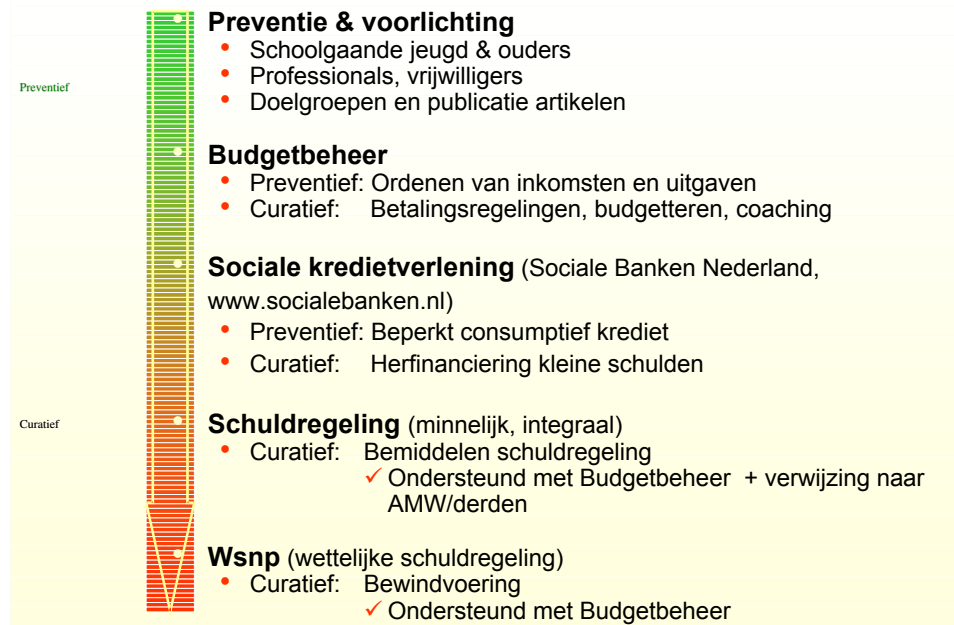 Preventie & voorlichting
• Schoolgaande jeugd & ouders
• Professionals, vrijwilligers
Preventief
• Doelgroepen en publicatie artikelen
Budgetbeheer
• Preventief: Ordenen van inkomsten en uitgaven
• Curatief: Betalingsregelingen, budgetteren, coaching
Sociale kredietverlening (Sociale Banken Nederland,
www.socialebanken.nl)
• Preventief: Beperkt consumptief krediet
• Curatief: Herfinanciering kleine schulden
Curatief
Schuldregeling (minnelijk, integraal)
• Curatief: Bemiddelen schuldregeling
✓ Ondersteund met Budgetbeheer + verwijzing naar
AMW/derden
Wsnp (wettelijke schuldregeling)
• Curatief: Bewindvoering
✓ Ondersteund met Budgetbeheer